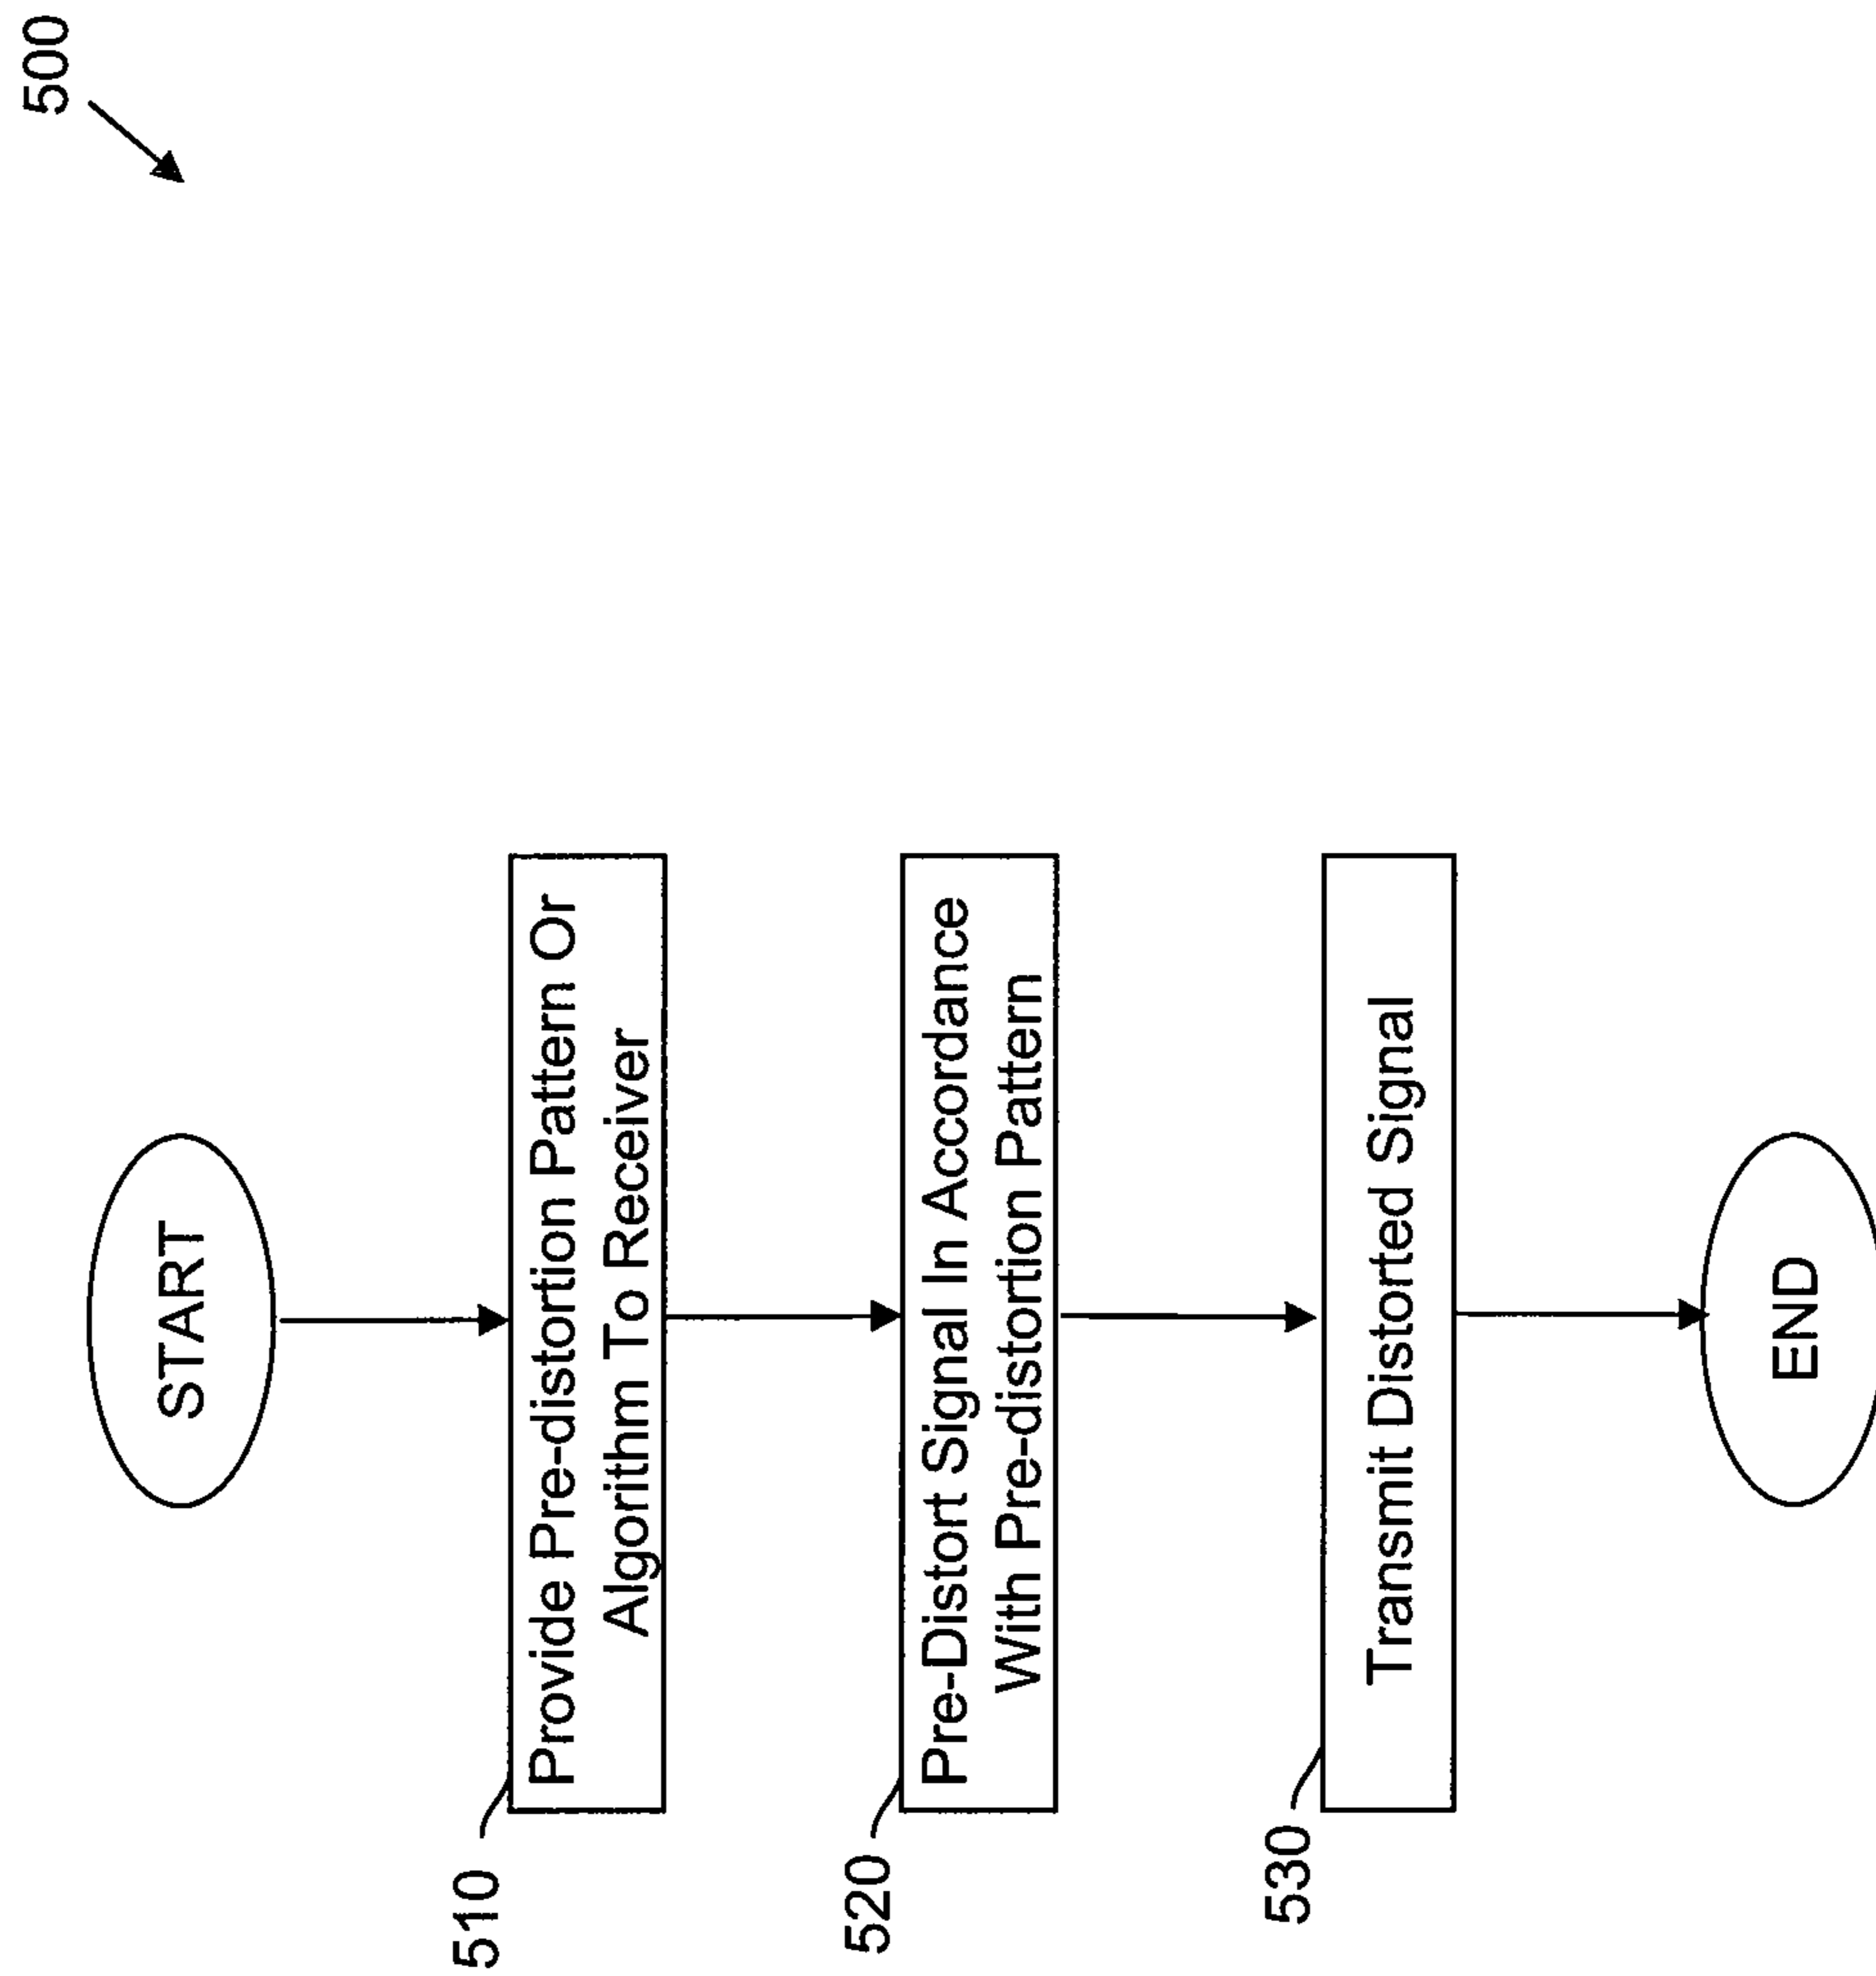 500
START
510
Provide Pre-distortion Pattern Or
Algorithm To Receiver
520
Pre-Distort Signal In Accordance
With Pre-distortion Pattern
530
Transmit Distorted Signal
END